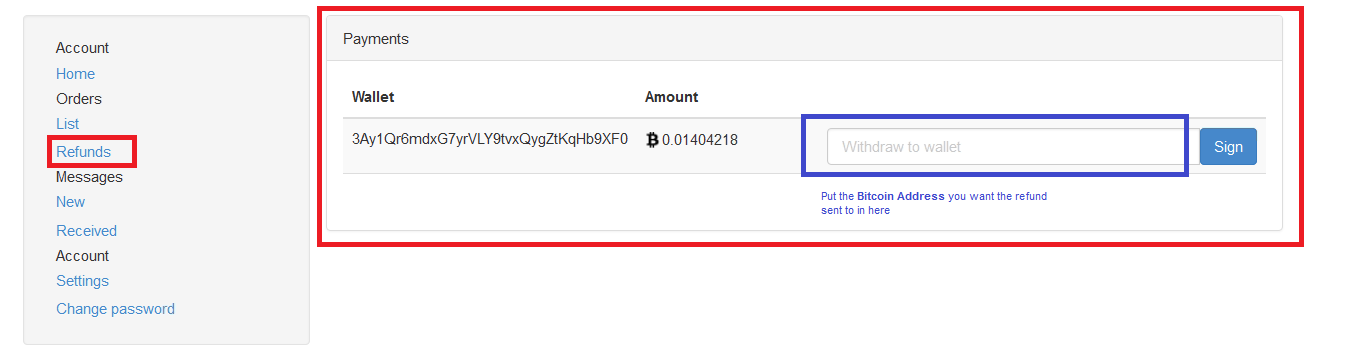 Account
Home
Orders
List
Refunds
Messages
New
Received
Account
Settings
Change password
Payments
Wallet Amount
3Ay1Qr6mdxG7yrVLY9tvxQygZtKqHb9XF0 ₿ 0.01404218 Withdraw to wallet Sign
Put the Bitcoin Address you want the refund
sent to in here